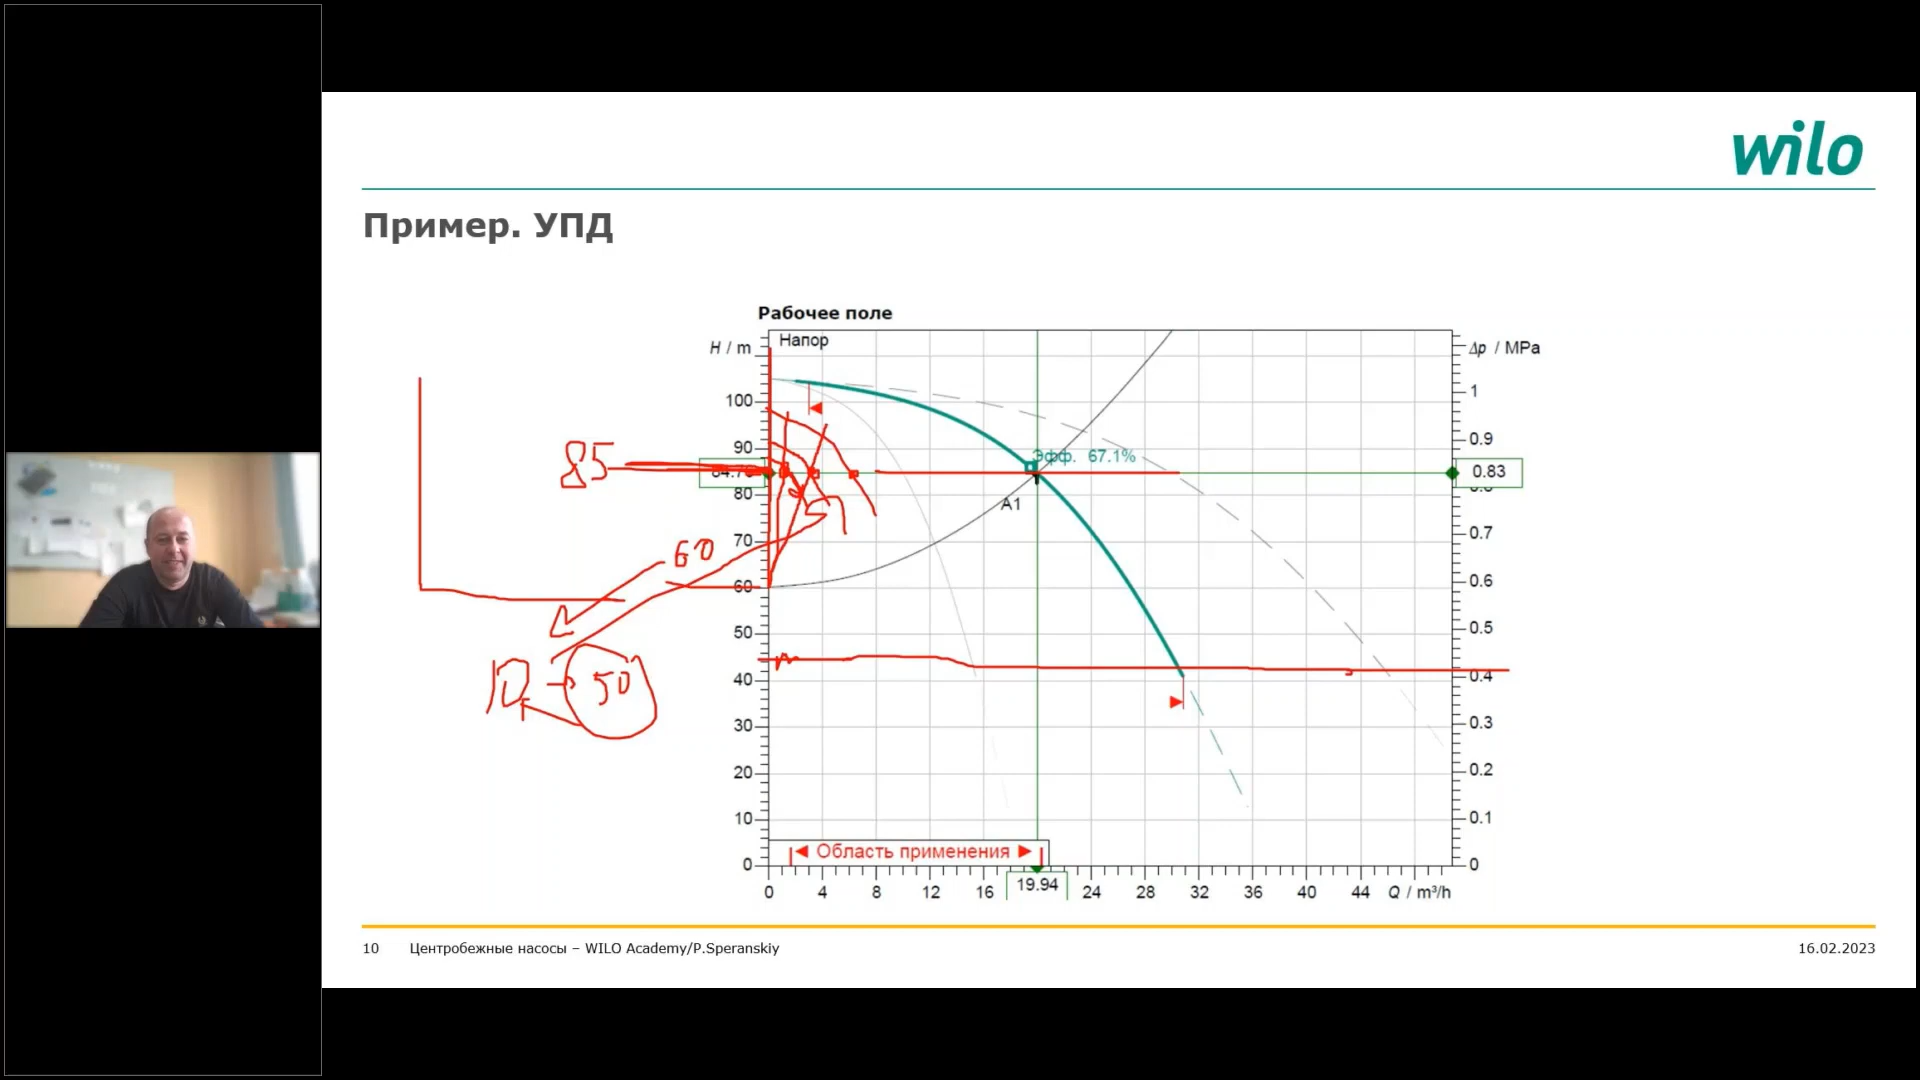 wilo
Пример. УПД
Рабочее поле
H / m
Напор
Δp / MPa
100
90
80
70
60
50
40
30
20
10
0
1
0.9
0.83
0.7
0.6
0.5
0.4
0.3
0.2
0.1
0
Эфф. 67.1%
A1
85
60
50
Область применения
0 4 8 12 16 19.94 24 28 32 36 40 44 Q / m³/h
10 Центробежные насосы – WILO Academy/P.Speranskiy 16.02.2023